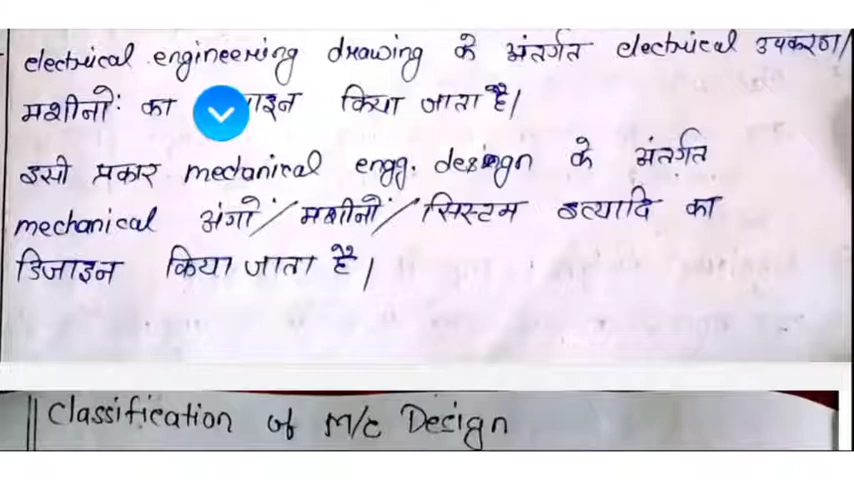 electrical engineering drawing के अंतर्गत electrical उपकरण/
मशीनों: का किया जाता है।
इसी प्रकार mechanical engg. design के अंतर्गत
mechanical अंगों/मशीनों/सिस्टम इत्यादि का
डिजाइन किया जाता है।
Classification of M/c Design